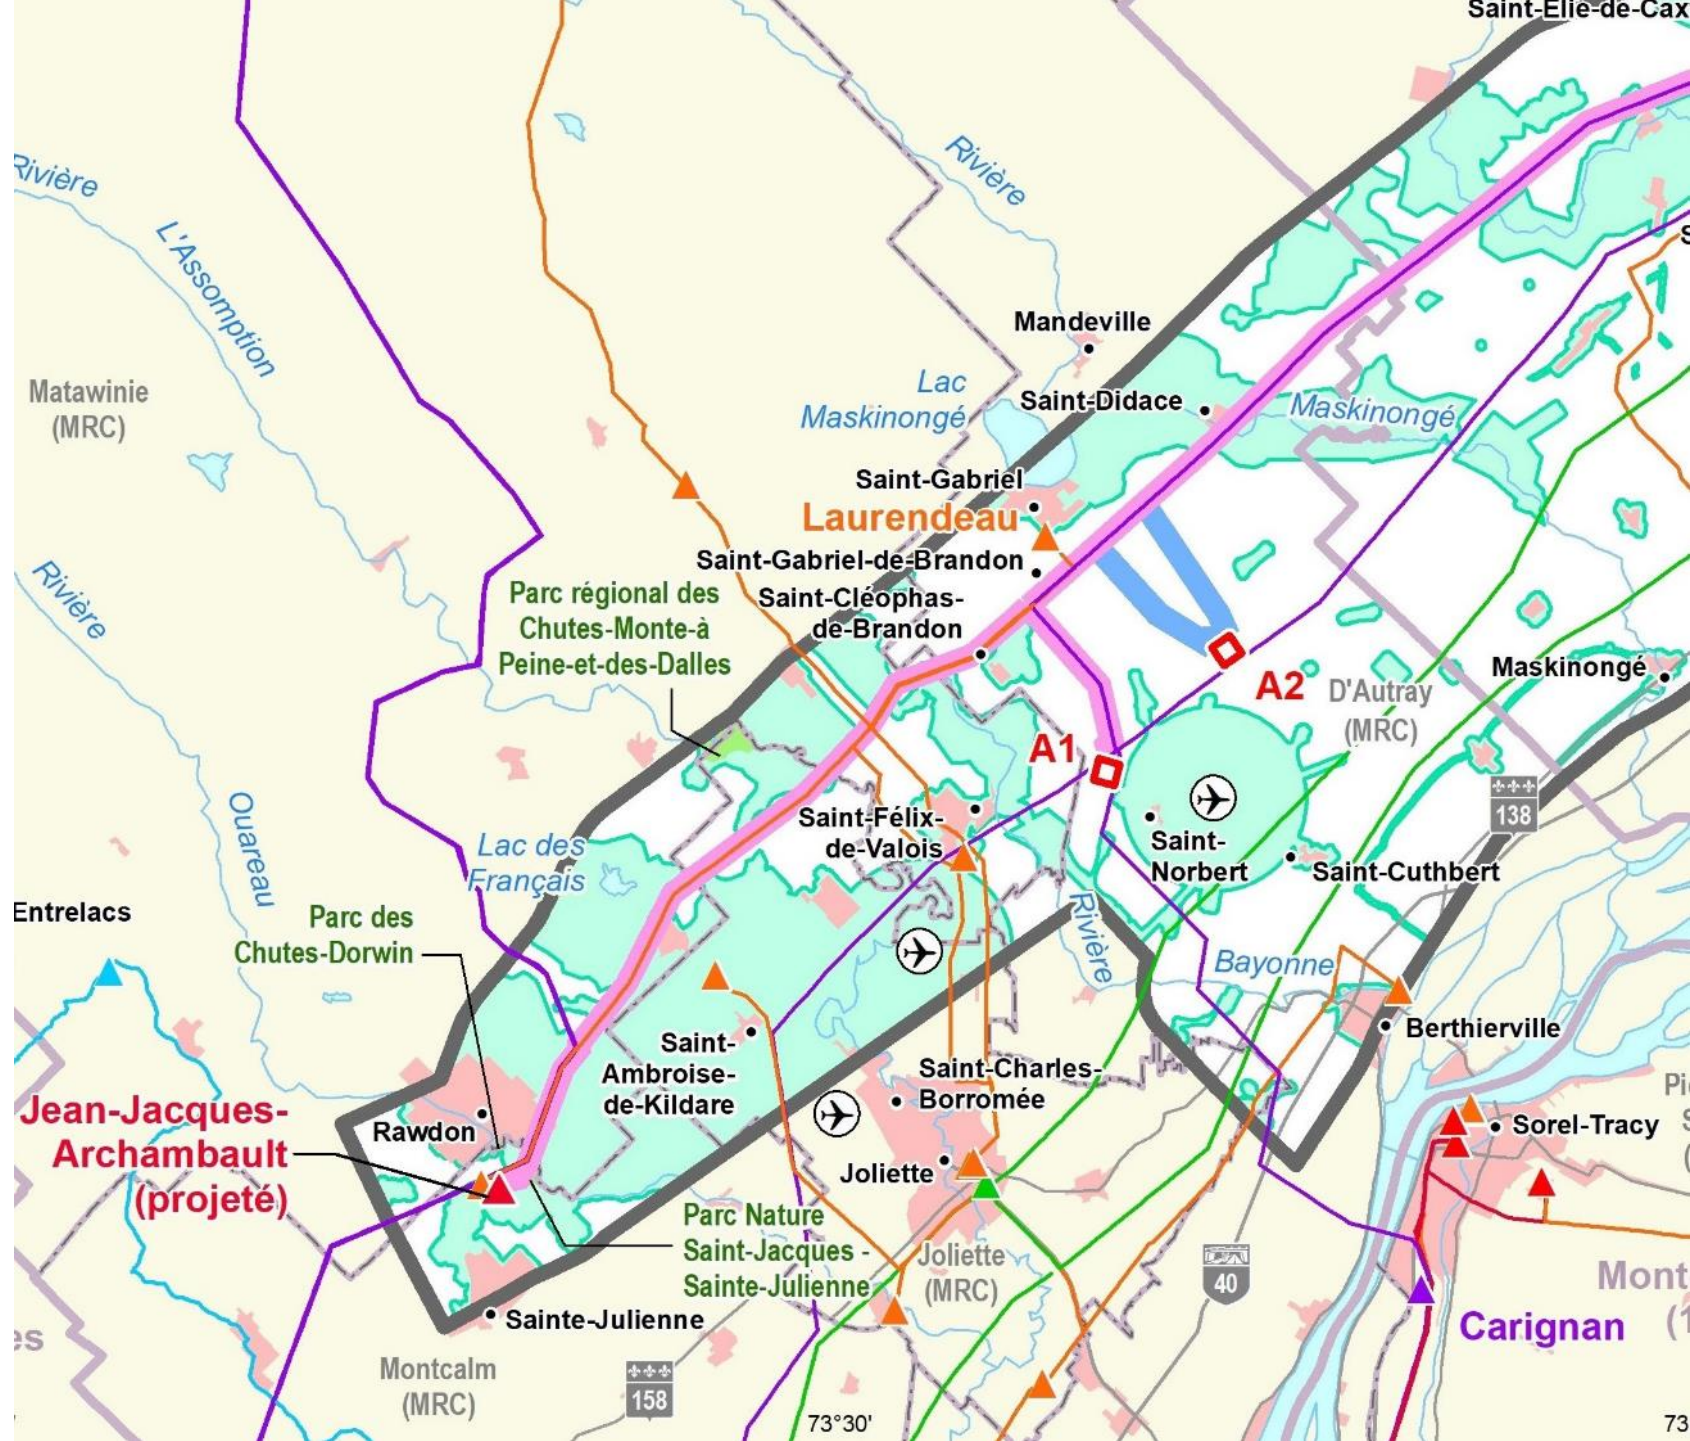 Saint-Élie-de-Cax
Rivière
Rivière
L'Assomption
Mandeville
Matawinie
(MRC)
Lac
Maskinongé
Saint-Didace
Maskinongé
Saint-Gabriel
Laurendeau
Saint-Gabriel-de-Brandon
Rivière
Parc régional des
Chutes-Monte-à
Peine-et-des-Dalles
Saint-Cléophas-
de-Brandon
Maskinongé
A2
D'Autray
(MRC)
A1
138
Ouareau
Saint-Félix-
de-Valois
Saint-
Norbert
Saint-Cuthbert
Lac des
Français
Entrelacs
Parc des
Chutes-Dorwin
Rivière
Bayonne
Berthierville
Saint-
Ambroise-
de-Kildare
Saint-Charles-
Borromée
Jean-Jacques-
Archambault
(projeté)
Rawdon
Sorel-Tracy
Joliette
Parc Nature
Saint-Jacques -
Sainte-Julienne
Joliette
(MRC)
40
Mont
Carignan
Sainte-Julienne
Montcalm
(MRC)
158
73°30'
73